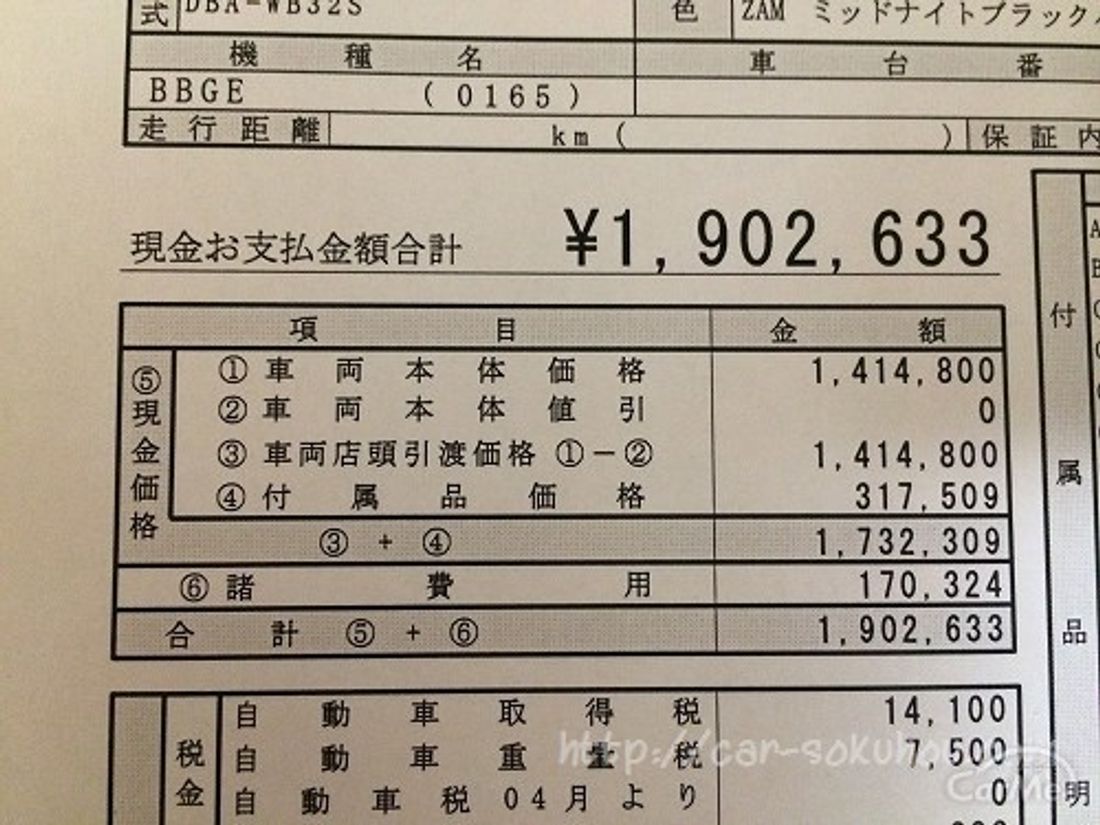 式 DBA-WB32S 色 ZAM ミッドナイトブラック
機種名 車台番
BBGE (0165)
走行距離 km ( ) 保証内
現金お支払金額合計 ¥1,902,633
項目 金額
⑤現金価格
①車両本体価格 1,414,800
②車両本体値引 0
③車両店頭引渡価格 ①-② 1,414,800
④付属品価格 317,509
③ + ④ 1,732,309
⑥諸費用 170,324
合計 ⑤ + ⑥ 1,902,633
税金
自動車取得税 14,100
自動車重量税 7,500
自動車税04月より 0
付属品明
http://car-sokuho
CarMe